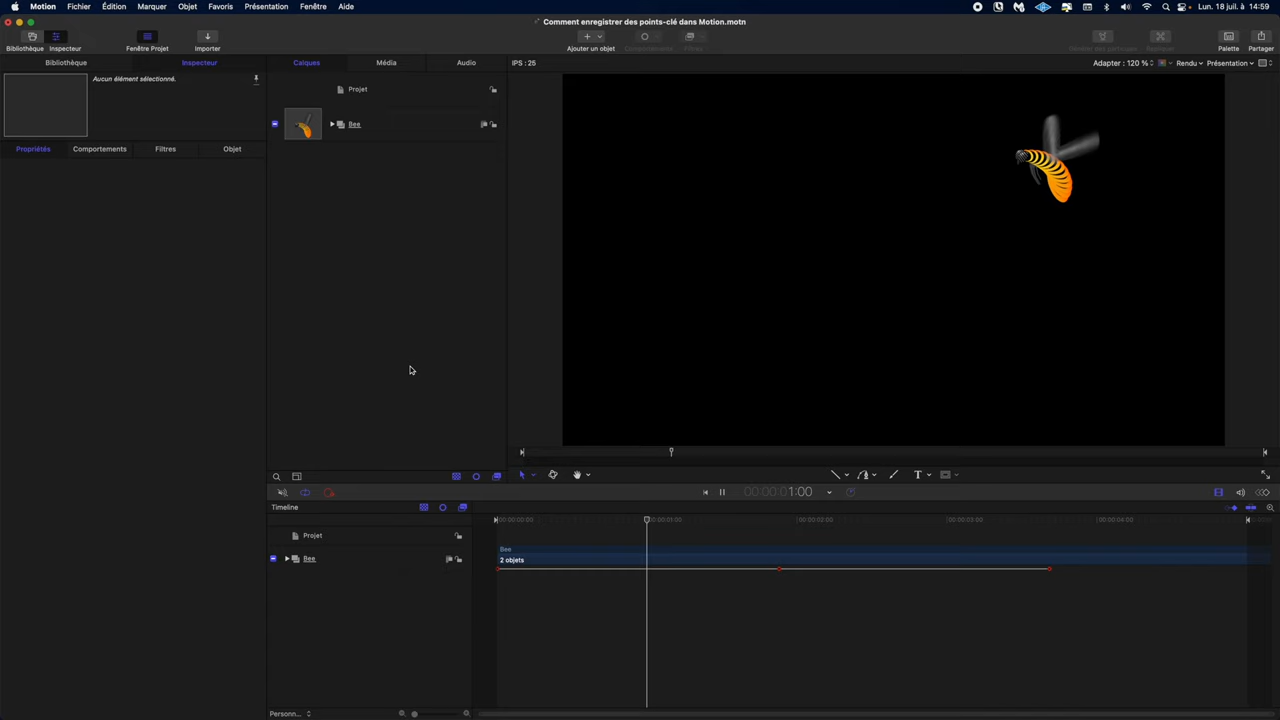 Motion Fichier Édition Marquer Objet Favoris Présentation Fenêtre Aide Lun. 18 juil. à 14:59
Comment enregistrer des points-clé dans Motion.motn
Bibliothèque Inspecteur Fenêtre Projet Importer Ajouter un objet Comportements Filtres Palette Partager
Bibliothèque Inspecteur Calques Média Audio IPS : 25 Adapter : 120 % Rendu Présentation
Aucun élément sélectionné.
Projet
Bee
Propriétés Comportements Filtres Objet
T
00:00:00:01:00
Timeline
00:00:00:00 00:00:01:00 00:00:02:00 00:00:03:00 00:00:04:00
Projet
Bee
Bee
2 objets
Personn...